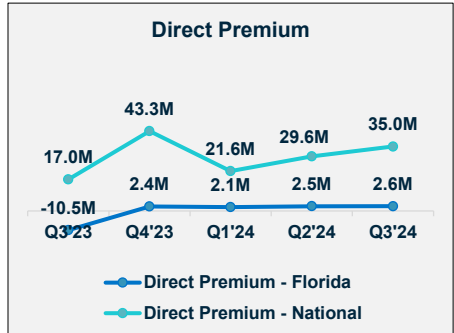 Direct Premium
43.3M
35.0M
29.6M
21.6M
17.0M
2.4M
2.1M
2.5M
2.6M
-10.5M
Q3'23
Q4'23
Q1'24
Q2'24
Q3'24
Direct Premium - Florida
Direct Premium - National